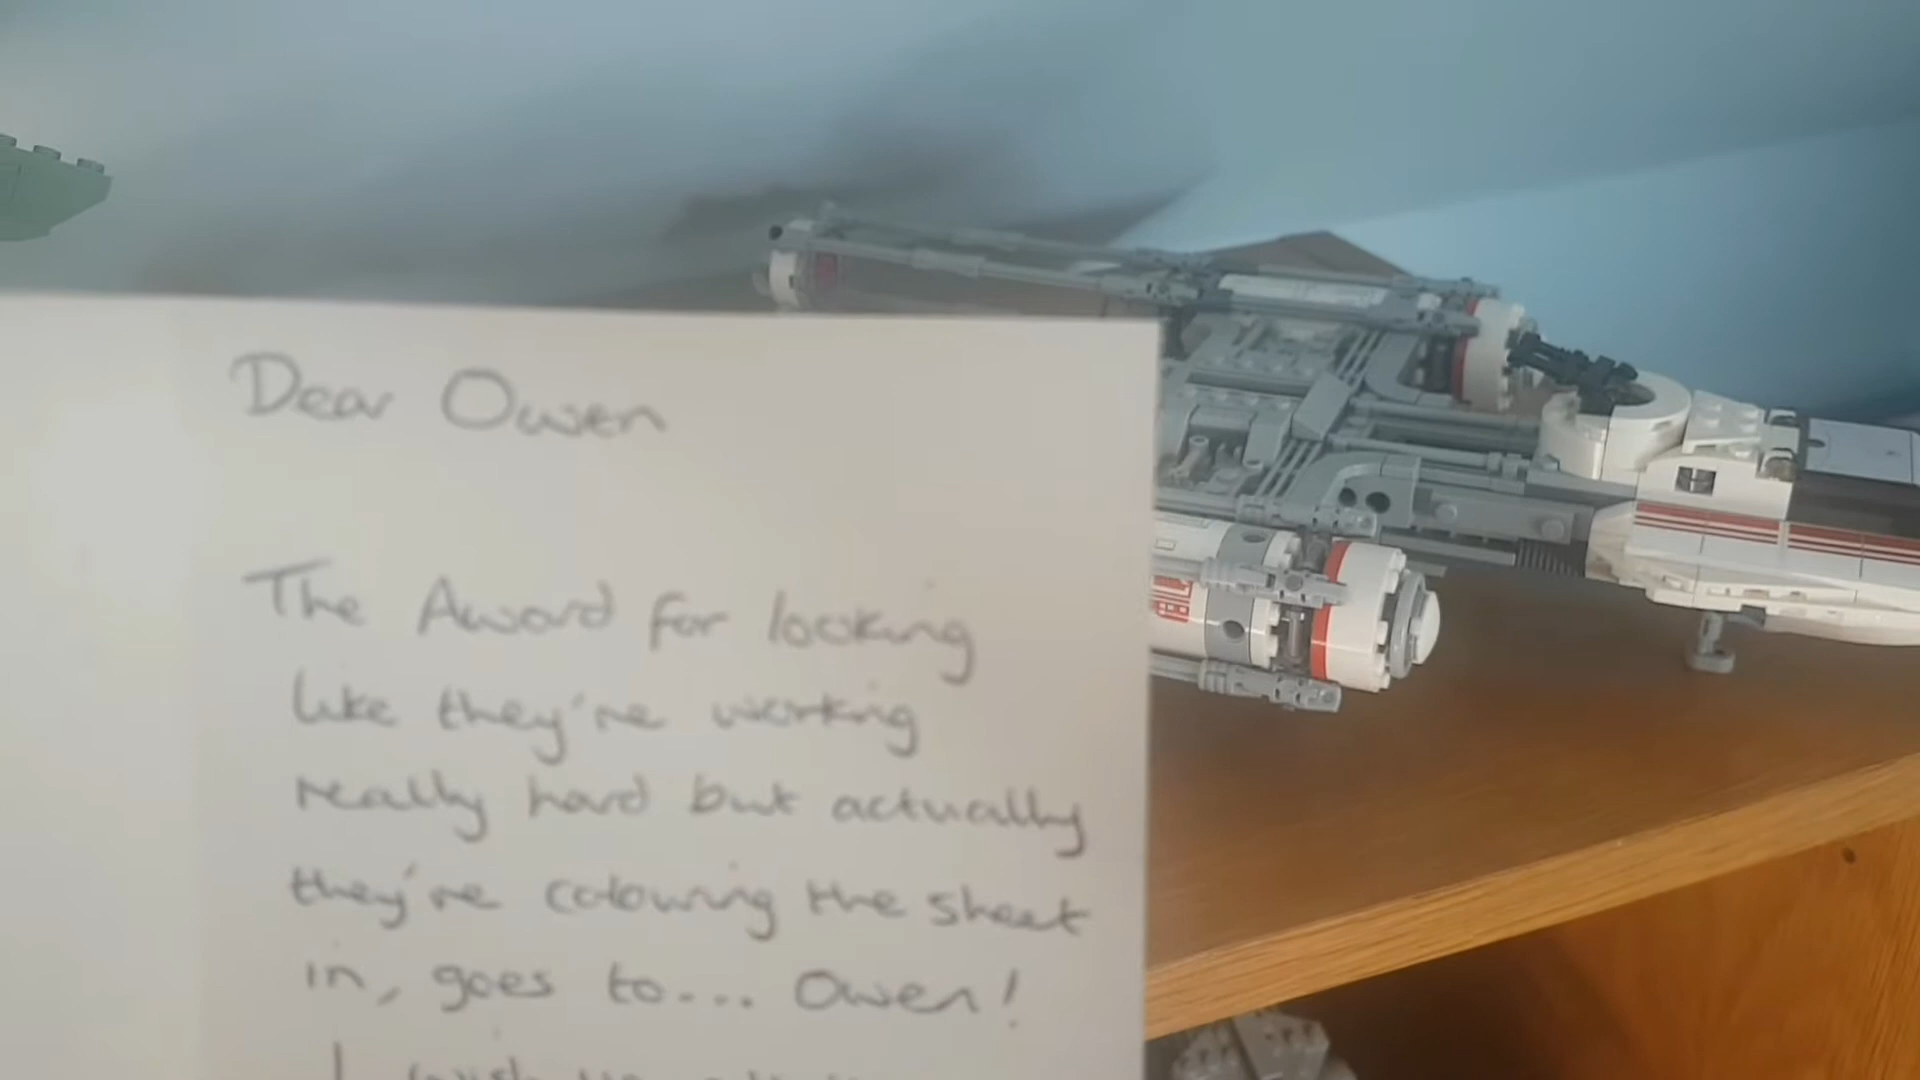 Dear Owen
The Award for looking
like they're working
really hard but actually
they're colouring the sheet
in, goes to... Owen!
I wish